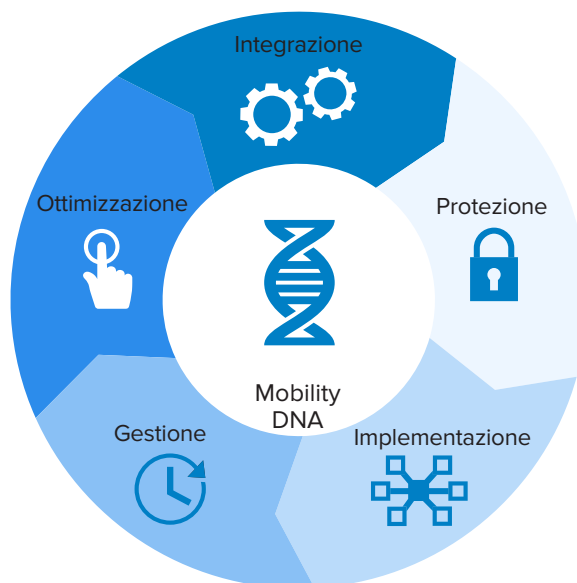 Integrazione
Protezione
Implementazione
Gestione
Ottimizzazione
Mobility
DNA